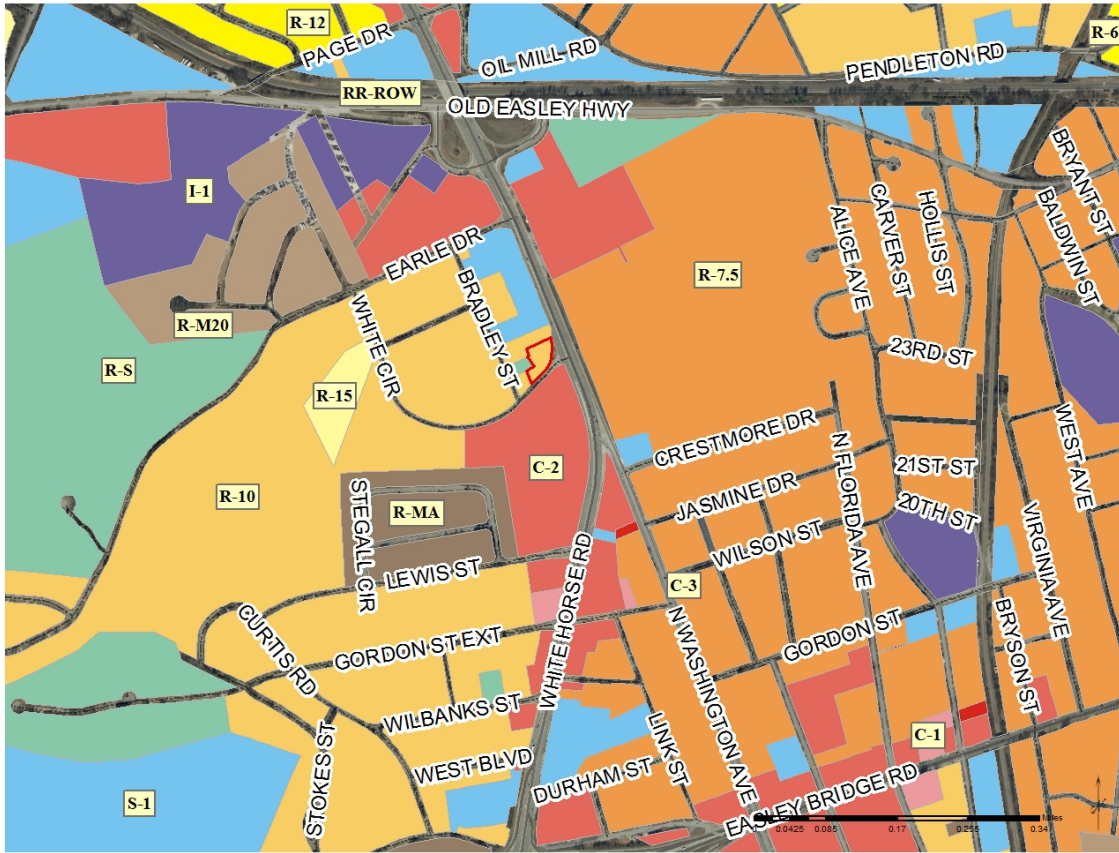 R-12
PAGE DR
OIL MILL RD
PENDLETON RD
R-6
RR-ROW
OLD EASLEY HWY
I-1
EARLE DR
BRADLEY ST
WHITE CIR
R-7.5
ALICE AVE
CARVER ST
HOLLIS ST
BRYANT ST
BALDWIN ST
R-M20
R-S
23RD ST
R-15
CRESTMORE DR
N FLORIDA AVE
WEST AVE
C-2
R-10
R-MA
STEGALL CIR
JASMINE DR
21ST ST
20TH ST
WILSON ST
VIRGINIA AVE
LEWIS ST
C-3
WHITE HORSE RD
N WASHINGTON AVE
GORDON ST
BRYSON ST
CURTIS RD
GORDON ST EXT
WILBANKS ST
LINK ST
C-1
STOKES ST
WEST BLVD
DURHAM ST
EASLEY BRIDGE RD
S-1
Miles
0 0.0425 0.085 0.17 0.255 0.34